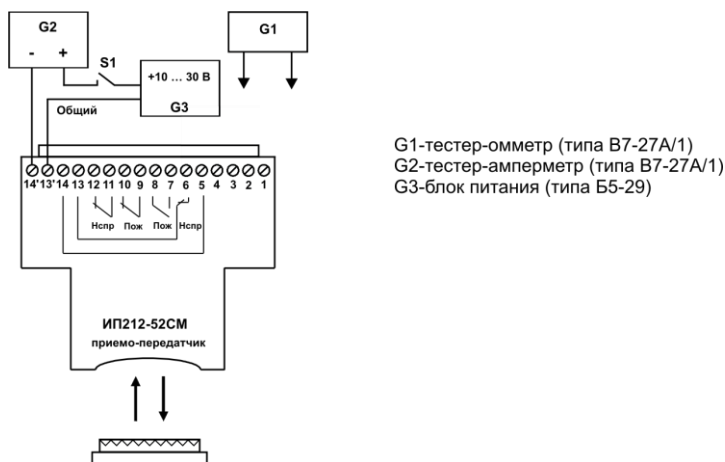 G2
- +
S1
G1
+10 ... 30 В
G3
Общий
14' 13' 14 13 12 11 10 9 8 7 6 5 4 3 2 1
Нспр Пож Пож Нспр
ИП212-52СМ
приемо-передатчик
G1-тестер-омметр (типа В7-27А/1)
G2-тестер-амперметр (типа В7-27А/1)
G3-блок питания (типа Б5-29)